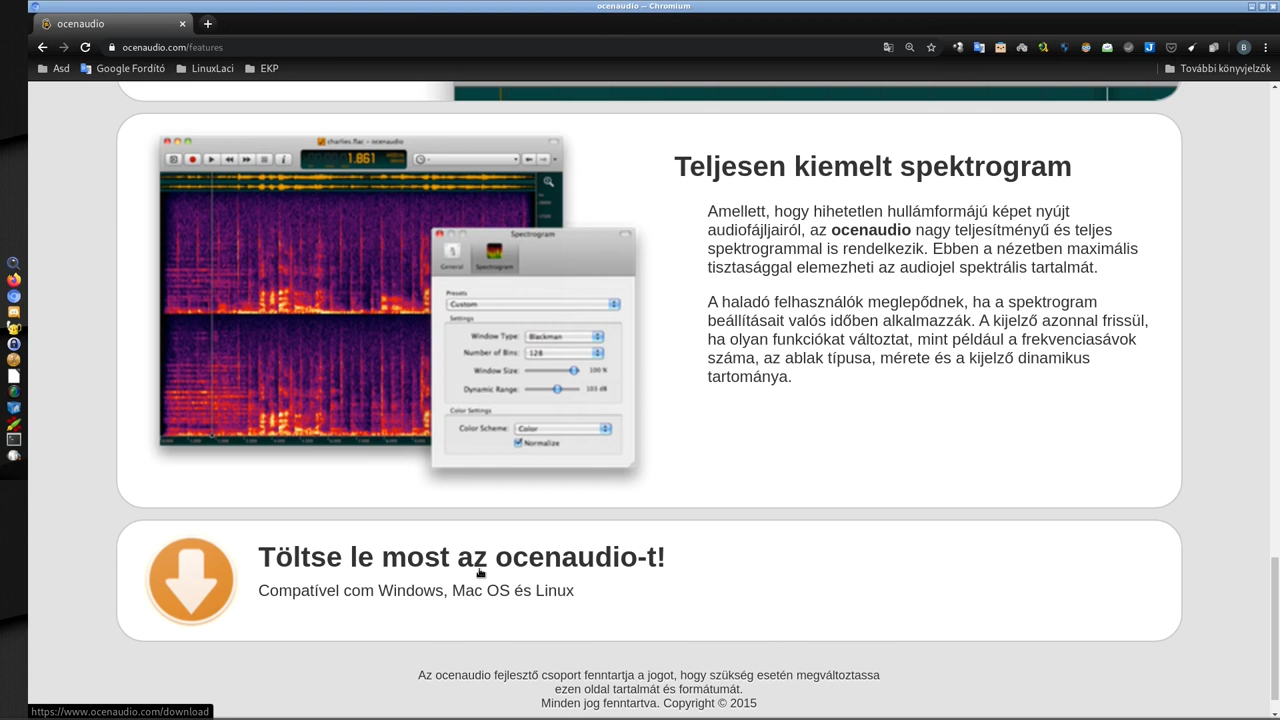 ocenaudio – Chromium
ocenaudio
ocenaudio.com/features
B
Asd
Google Fordító
LinuxLaci
EKP
További könyvjelzők
charlies.flac - ocenaudio
1.861
Teljesen kiemelt spektrogram
Amellett, hogy hihetetlen hullámformájú képet nyújt
audiofájljairól, az ocenaudio nagy teljesítményű és teljes
spektrogrammal is rendelkezik. Ebben a nézetben maximális
tisztasággal elemezheti az audiojel spektrális tartalmát.
A haladó felhasználók meglepődnek, ha a spektrogram
beállításait valós időben alkalmazzák. A kijelző azonnal frissül,
ha olyan funkciókat változtat, mint például a frekvenciasávok
száma, az ablak típusa, mérete és a kijelző dinamikus
tartománya.
Spectrogram
General
Spectrogram
Presets
Custom
Settings
Window Type: Blackman
Number of Bins: 128
Window Size: 100 %
Dynamic Range: 103 dB
Color Settings
Color Scheme: Color
Normalize
Töltse le most az ocenaudio-t!
Compatível com Windows, Mac OS és Linux
Az ocenaudio fejlesztő csoport fenntartja a jogot, hogy szükség esetén megváltoztassa
ezen oldal tartalmát és formátumát.
Minden jog fenntartva. Copyright © 2015
https://www.ocenaudio.com/download